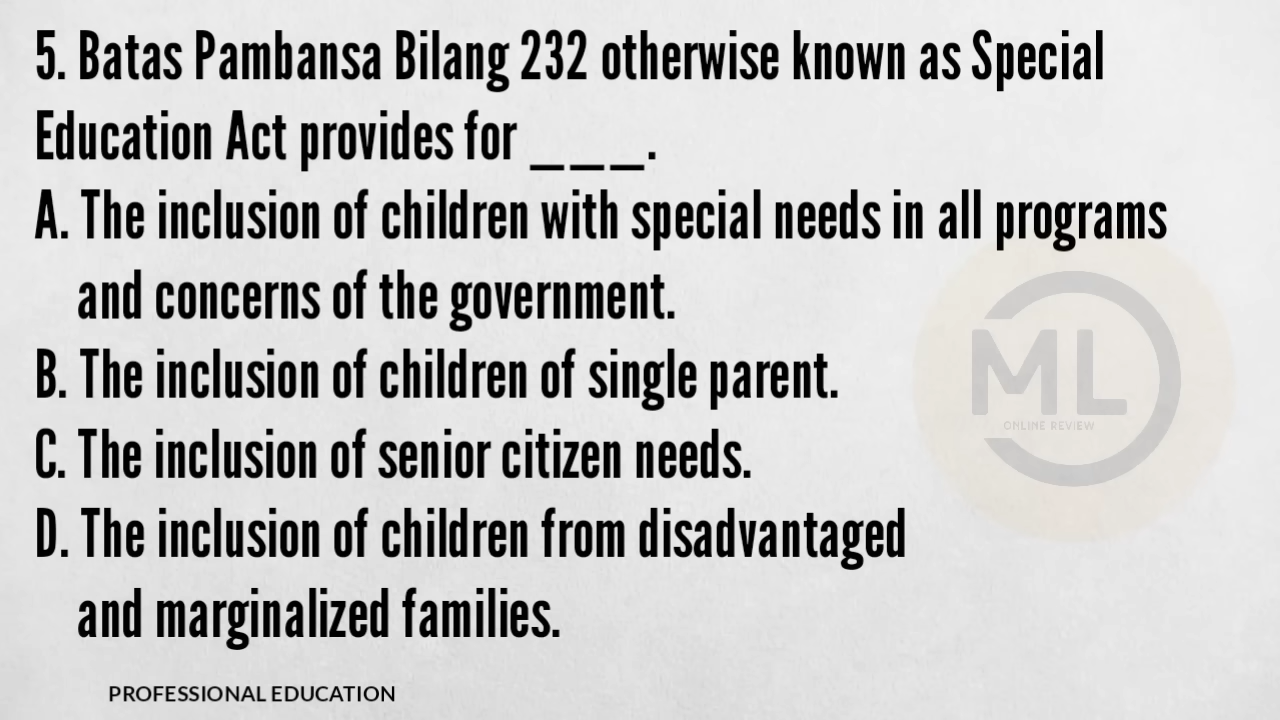 5. Batas Pambansa Bilang 232 otherwise known as Special
Education Act provides for ___.
A. The inclusion of children with special needs in all programs
and concerns of the government.
B. The inclusion of children of single parent.
C. The inclusion of senior citizen needs.
D. The inclusion of children from disadvantaged
and marginalized families.
ML
ONLINE REVIEW
PROFESSIONAL EDUCATION